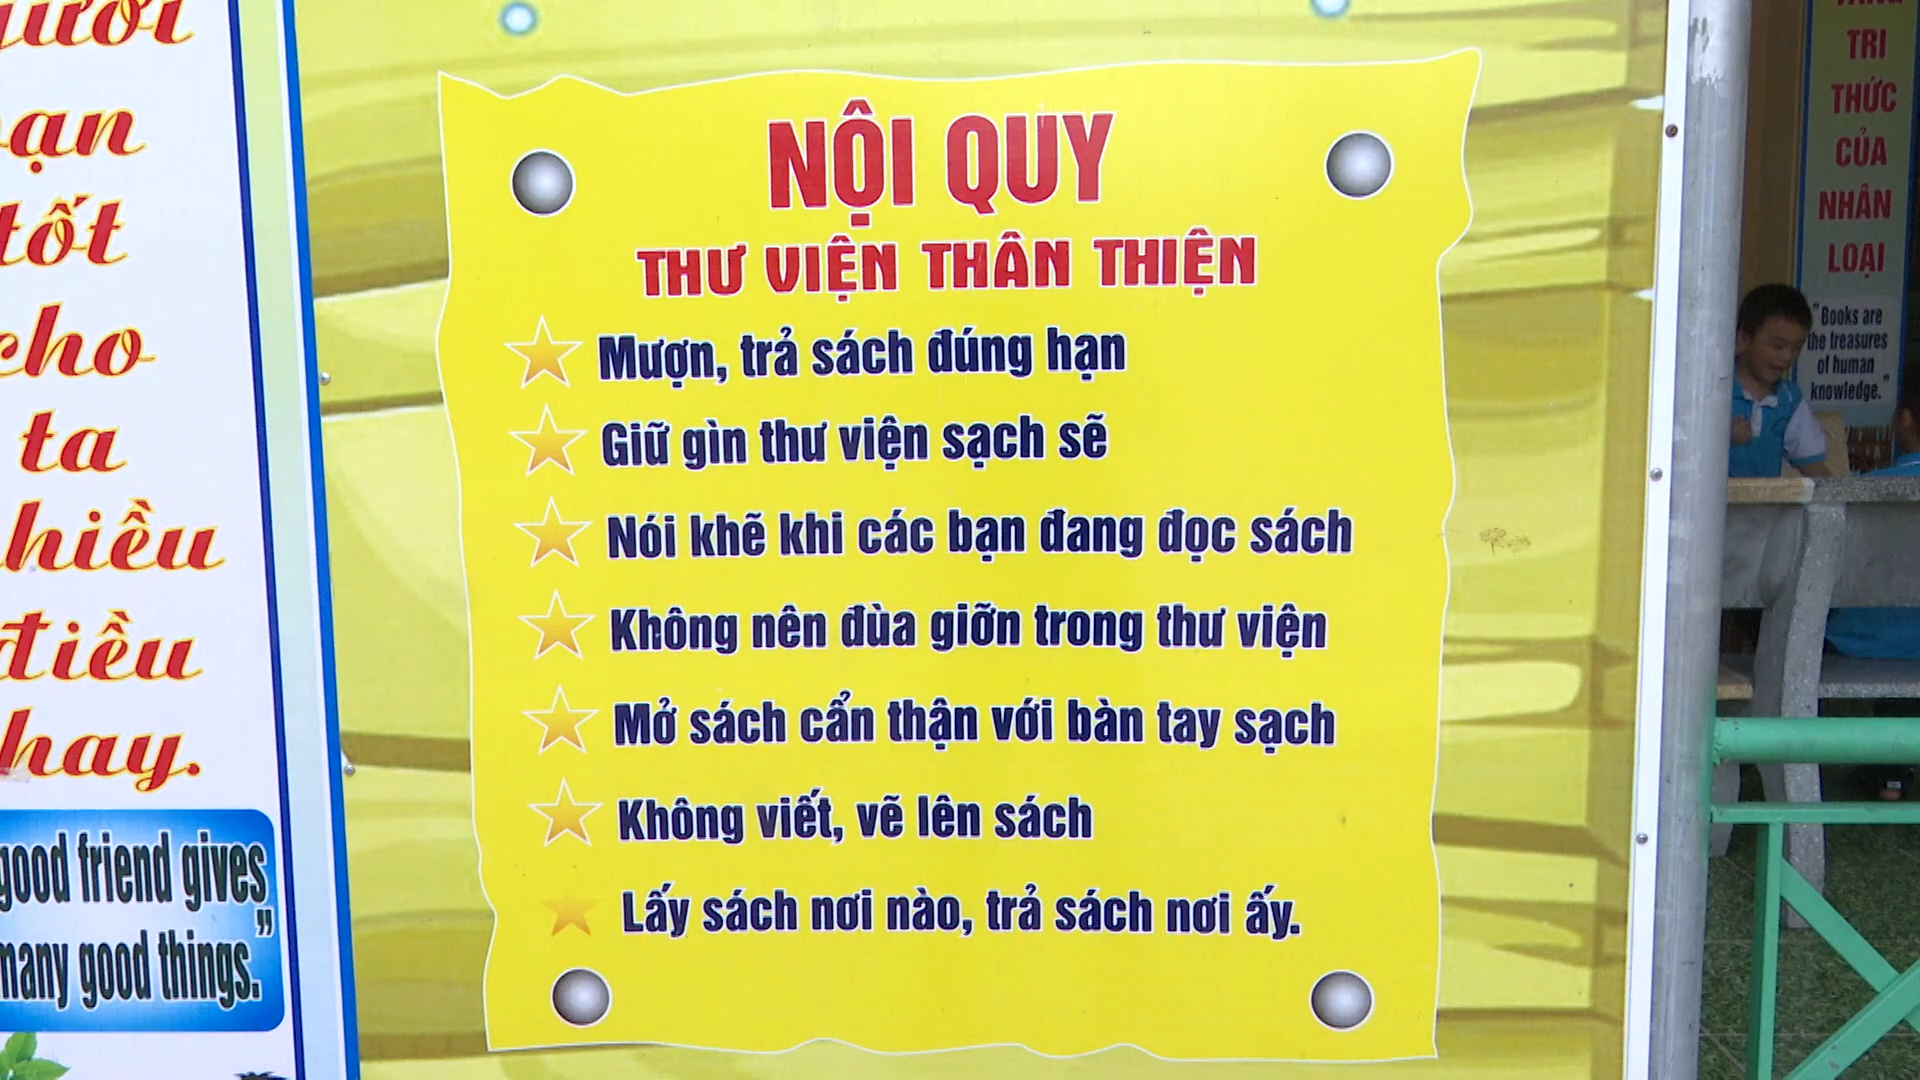 tốt
cho
ta
điều
hay.
good friend gives
many good things."
NỘI QUY
THƯ VIỆN THÂN THIỆN
Mượn, trả sách đúng hạn
Giữ gìn thư viện sạch sẽ
Nói khẽ khi các bạn đang đọc sách
Không nên đùa giỡn trong thư viện
Mở sách cẩn thận với bàn tay sạch
Không viết, vẽ lên sách
Lấy sách nơi nào, trả sách nơi ấy.
TRI
THỨC
CỦA
NHÂN
LOẠI
"Books are
the treasures
of human
knowledge."